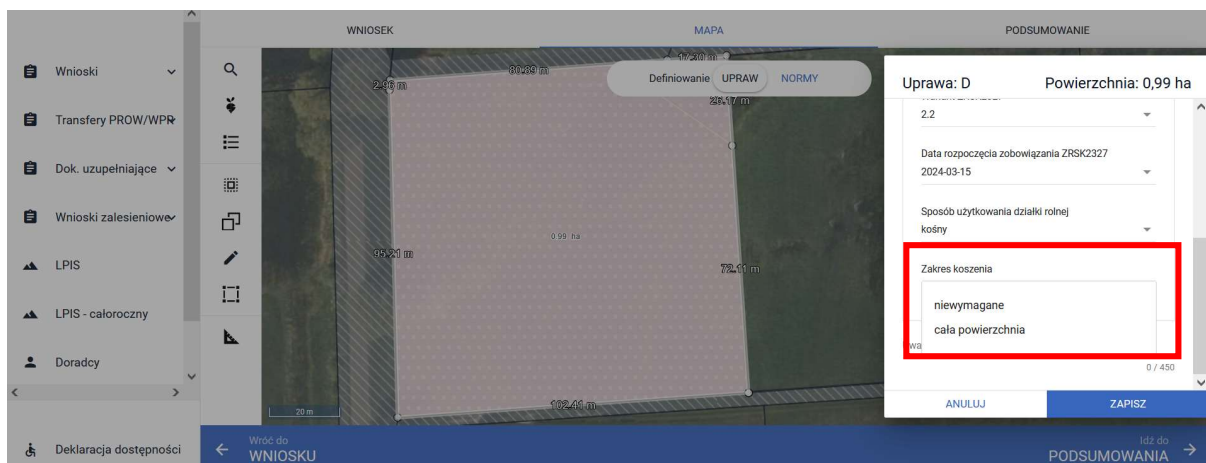 WNIOSEK
MAPA
PODSUMOWANIE
Wnioski
Transfery PROW/WPR
Dok. uzupełniające
Wnioski zalesieniowe
LPIS
LPIS - całoroczny
Doradcy
Deklaracja dostępności
Definiowanie UPRAW NORMY
2.96 m
80.89 m
17.30 m
26.17 m
0.99 ha
95.21 m
72.11 m
102.41 m
20 m
Uprawa: D Powierzchnia: 0,99 ha
2.2
Data rozpoczęcia zobowiązania ZRSK2327
2024-03-15
Sposób użytkowania działki rolnej
kośny
Zakres koszenia
niewymagane
cała powierzchnia
0 / 450
ANULUJ ZAPISZ
Wróć do
WNIOSKU
Idź do
PODSUMOWANIA